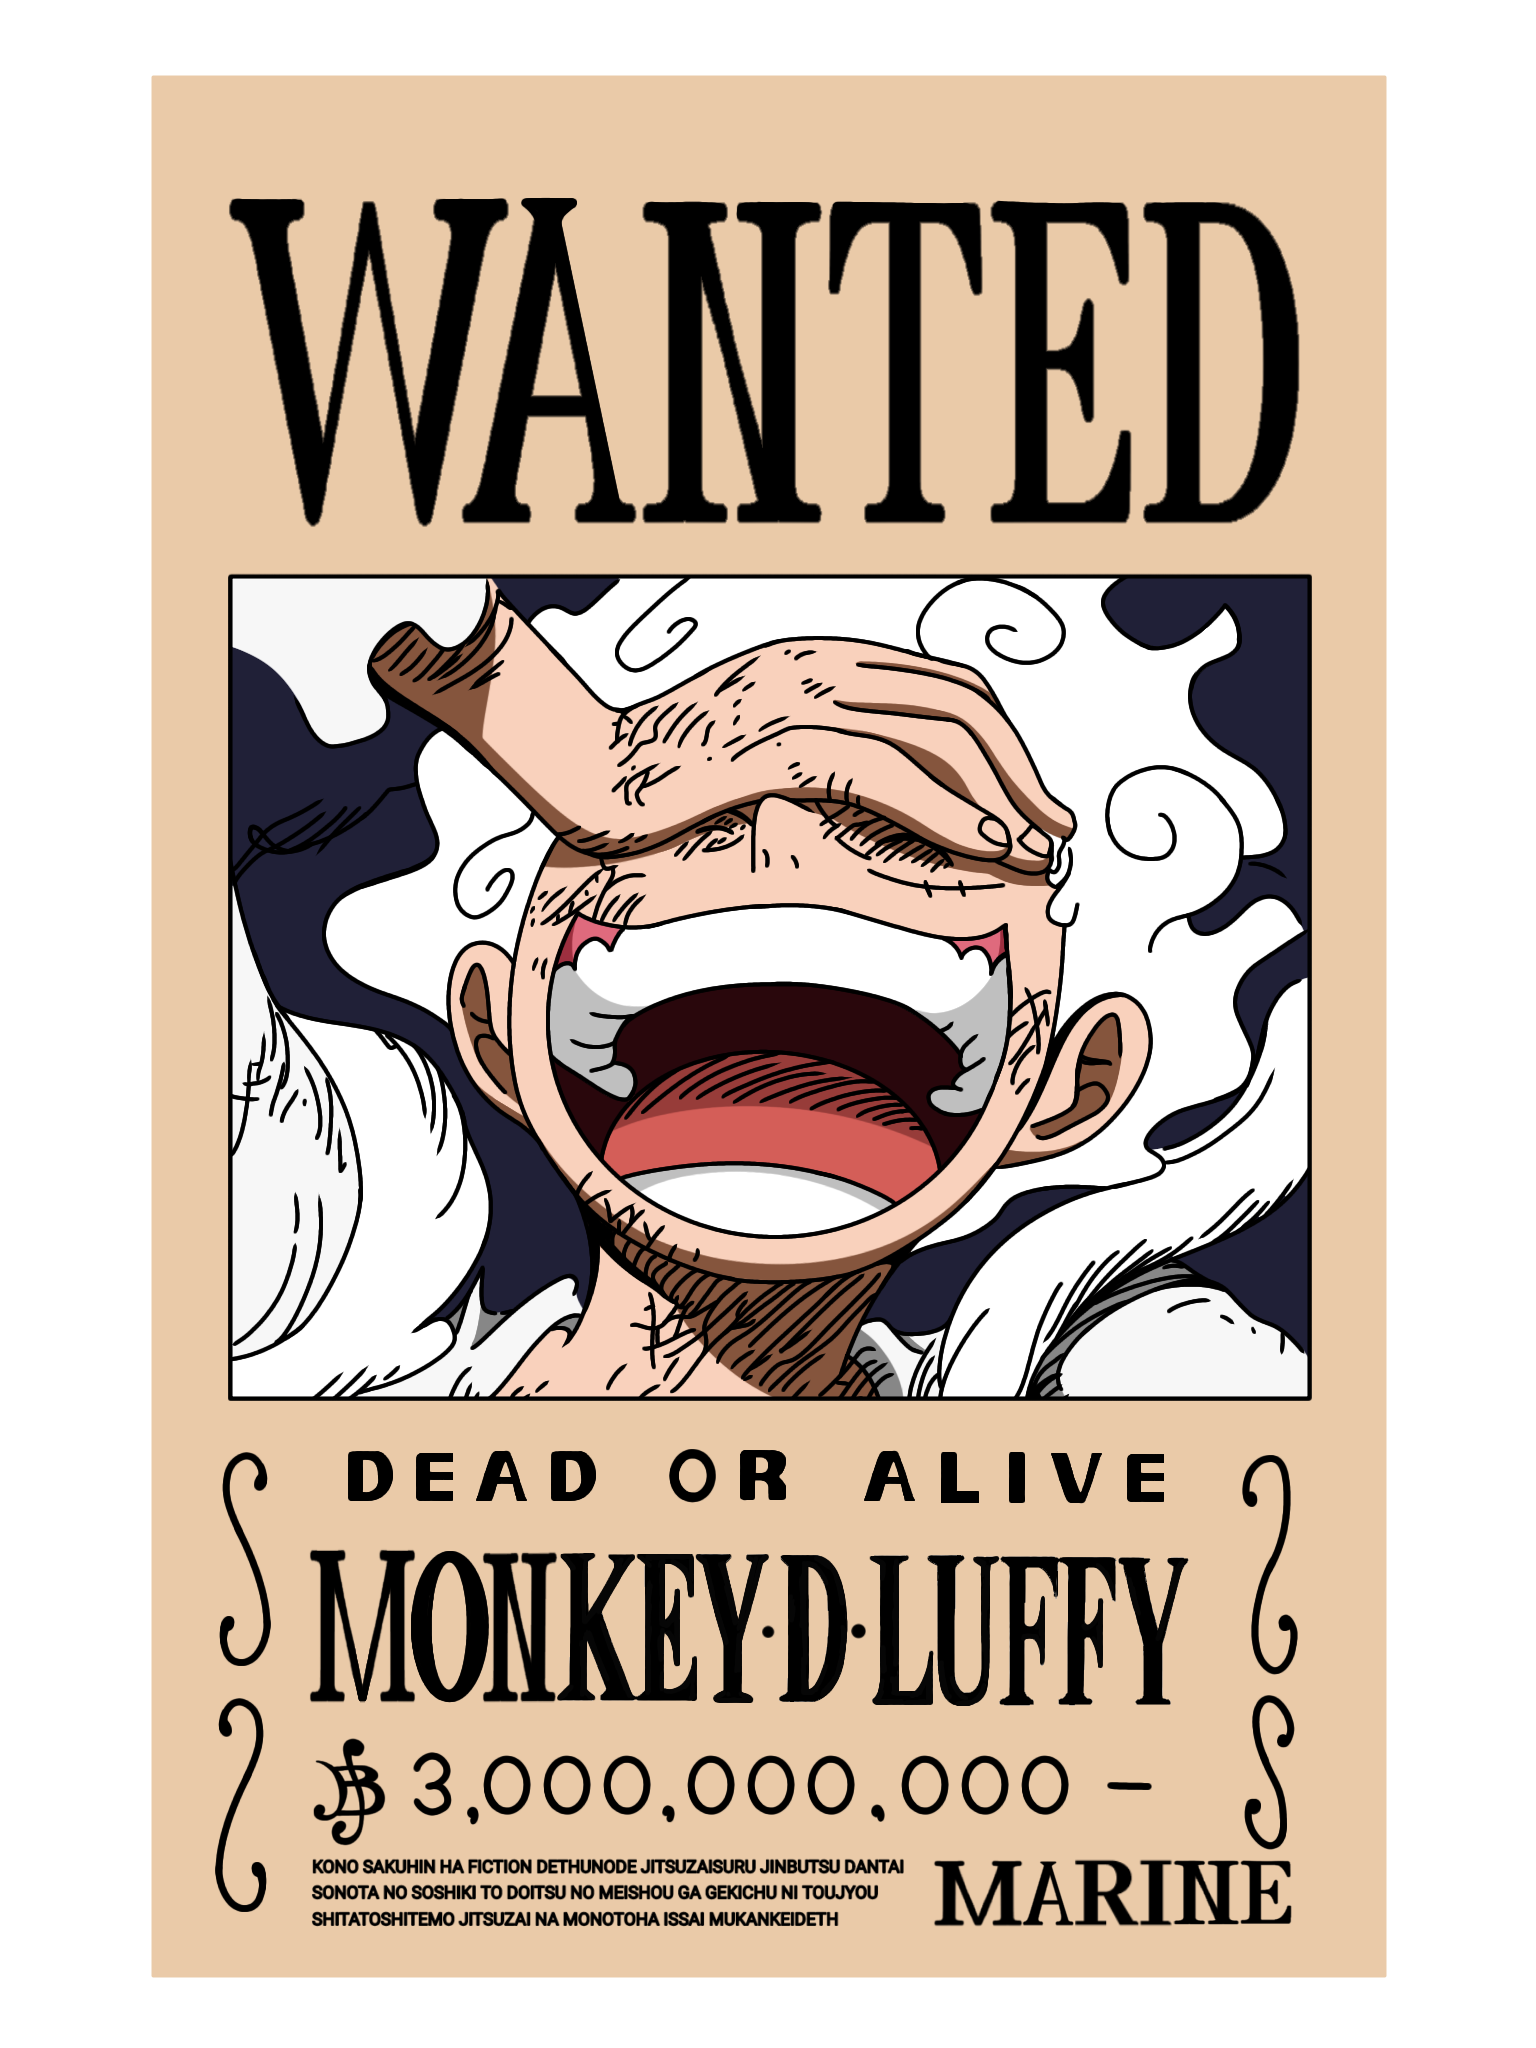 WANTED
DEAD OR ALIVE
MONKEY·D·LUFFY
฿ 3,000,000,000 –
KONO SAKUHIN HA FICTION DETHUNODE JITSUZAISURU JINBUTSU DANTAI
SONOTA NO SOSHIKI TO DOITSU NO MEISHOU GA GEKICHU NI TOUJYOU
SHITATOSHITEMO JITSUZAI NA MONOTOHA ISSAI MUKANKEIDETH
MARINE